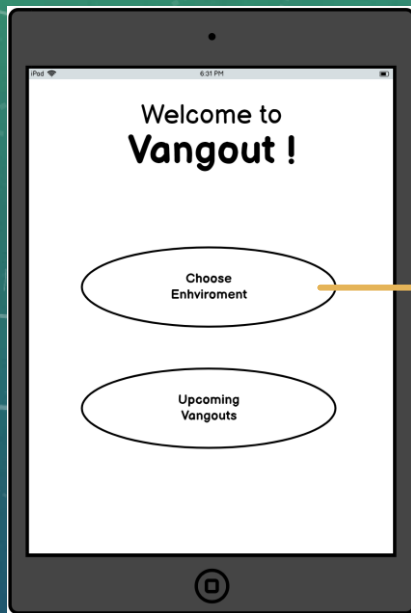 iPod 6:31 PM
Welcome to
Vangout !
Choose
Enhviroment
Upcoming
Vangouts